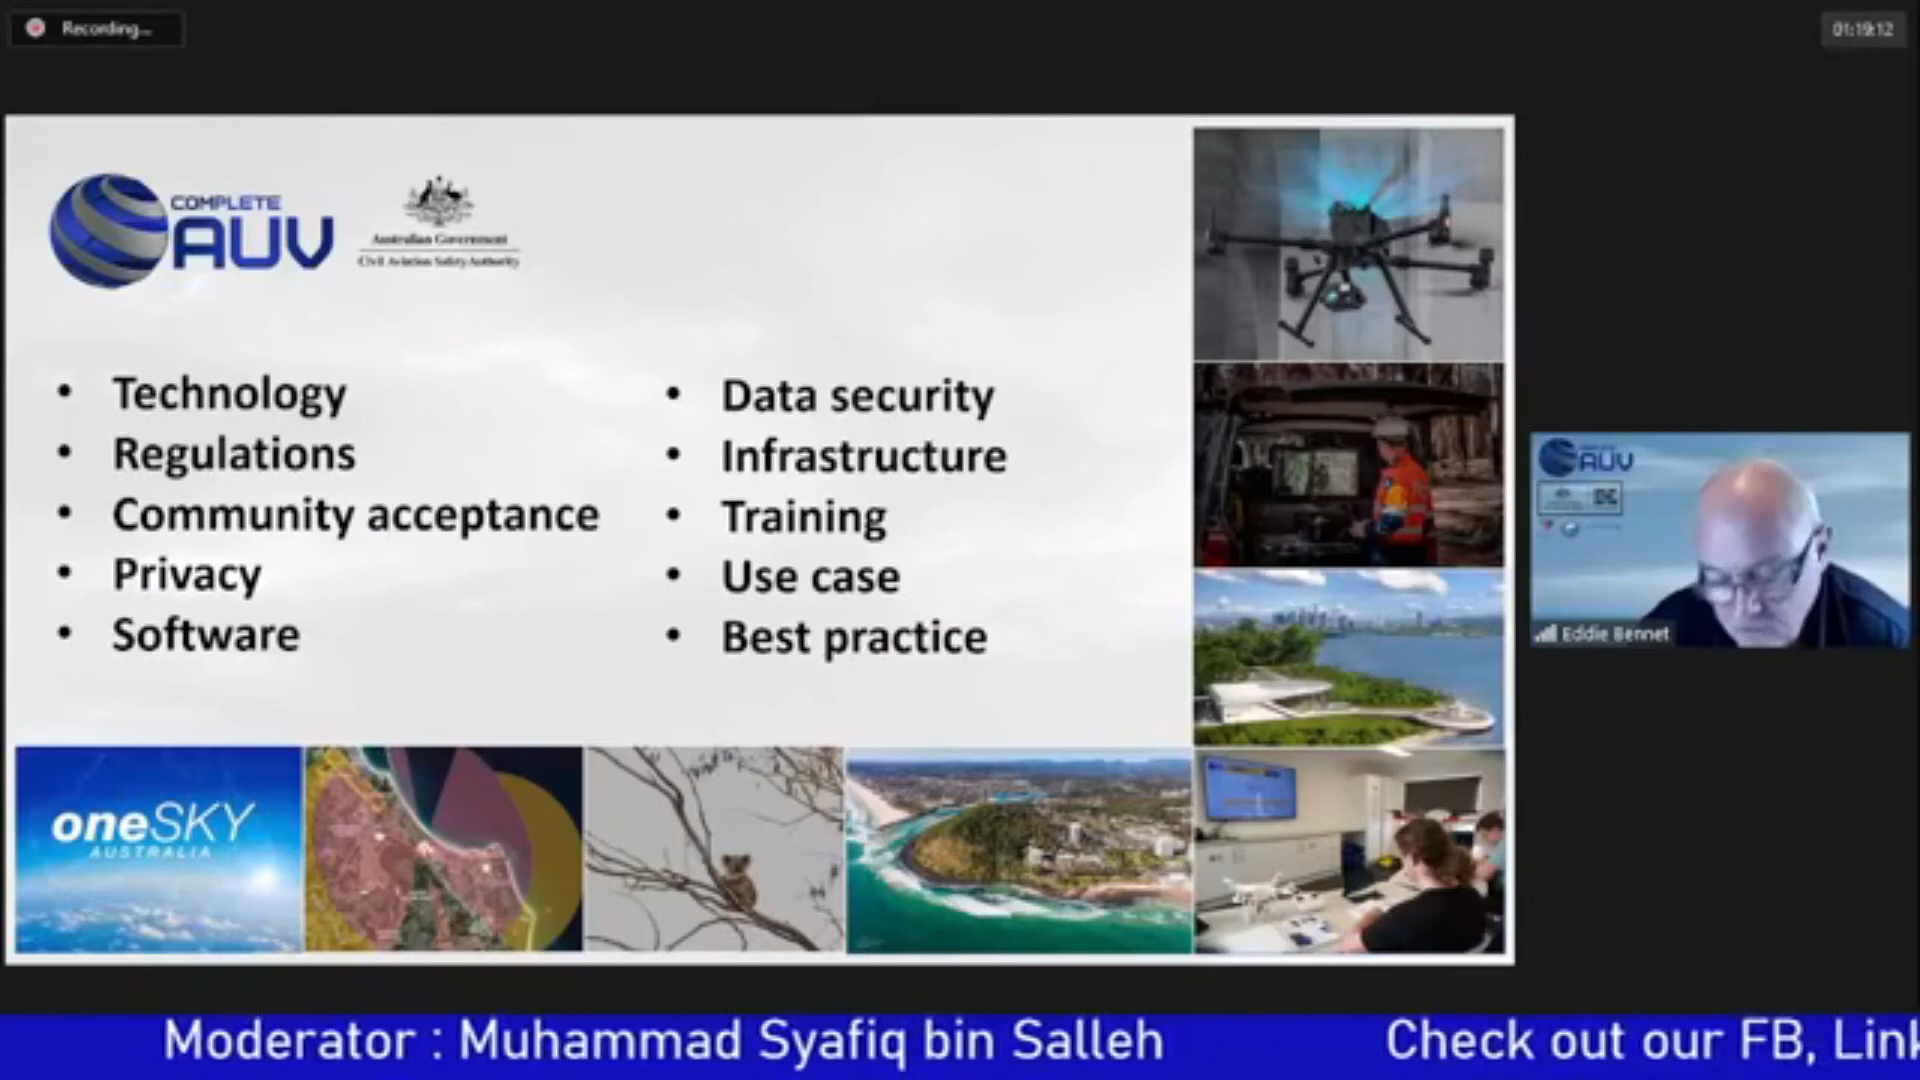 Recording...
01:19:12
COMPLETE
AUV
Australian Government
Civil Aviation Safety Authority
• Technology
• Regulations
• Community acceptance
• Privacy
• Software
• Data security
• Infrastructure
• Training
• Use case
• Best practice
oneSKY
AUSTRALIA
AUV
Eddie Bennet
Moderator : Muhammad Syafiq bin Salleh
Check out our FB, Link